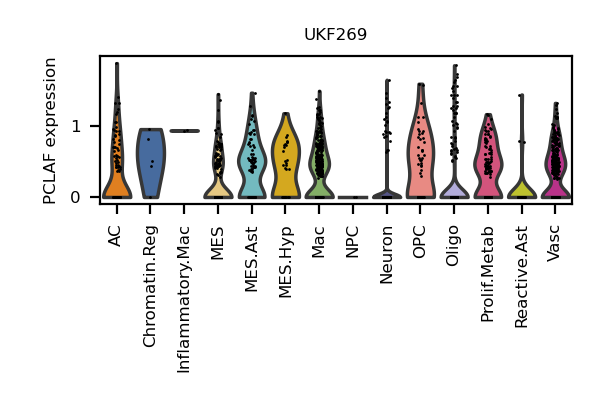 UKF269
PCLAF expression
1
0
AC
Chromatin.Reg
Inflammatory.Mac
MES
MES.Ast
MES.Hyp
Mac
NPC
Neuron
OPC
Oligo
Prolif.Metab
Reactive.Ast
Vasc